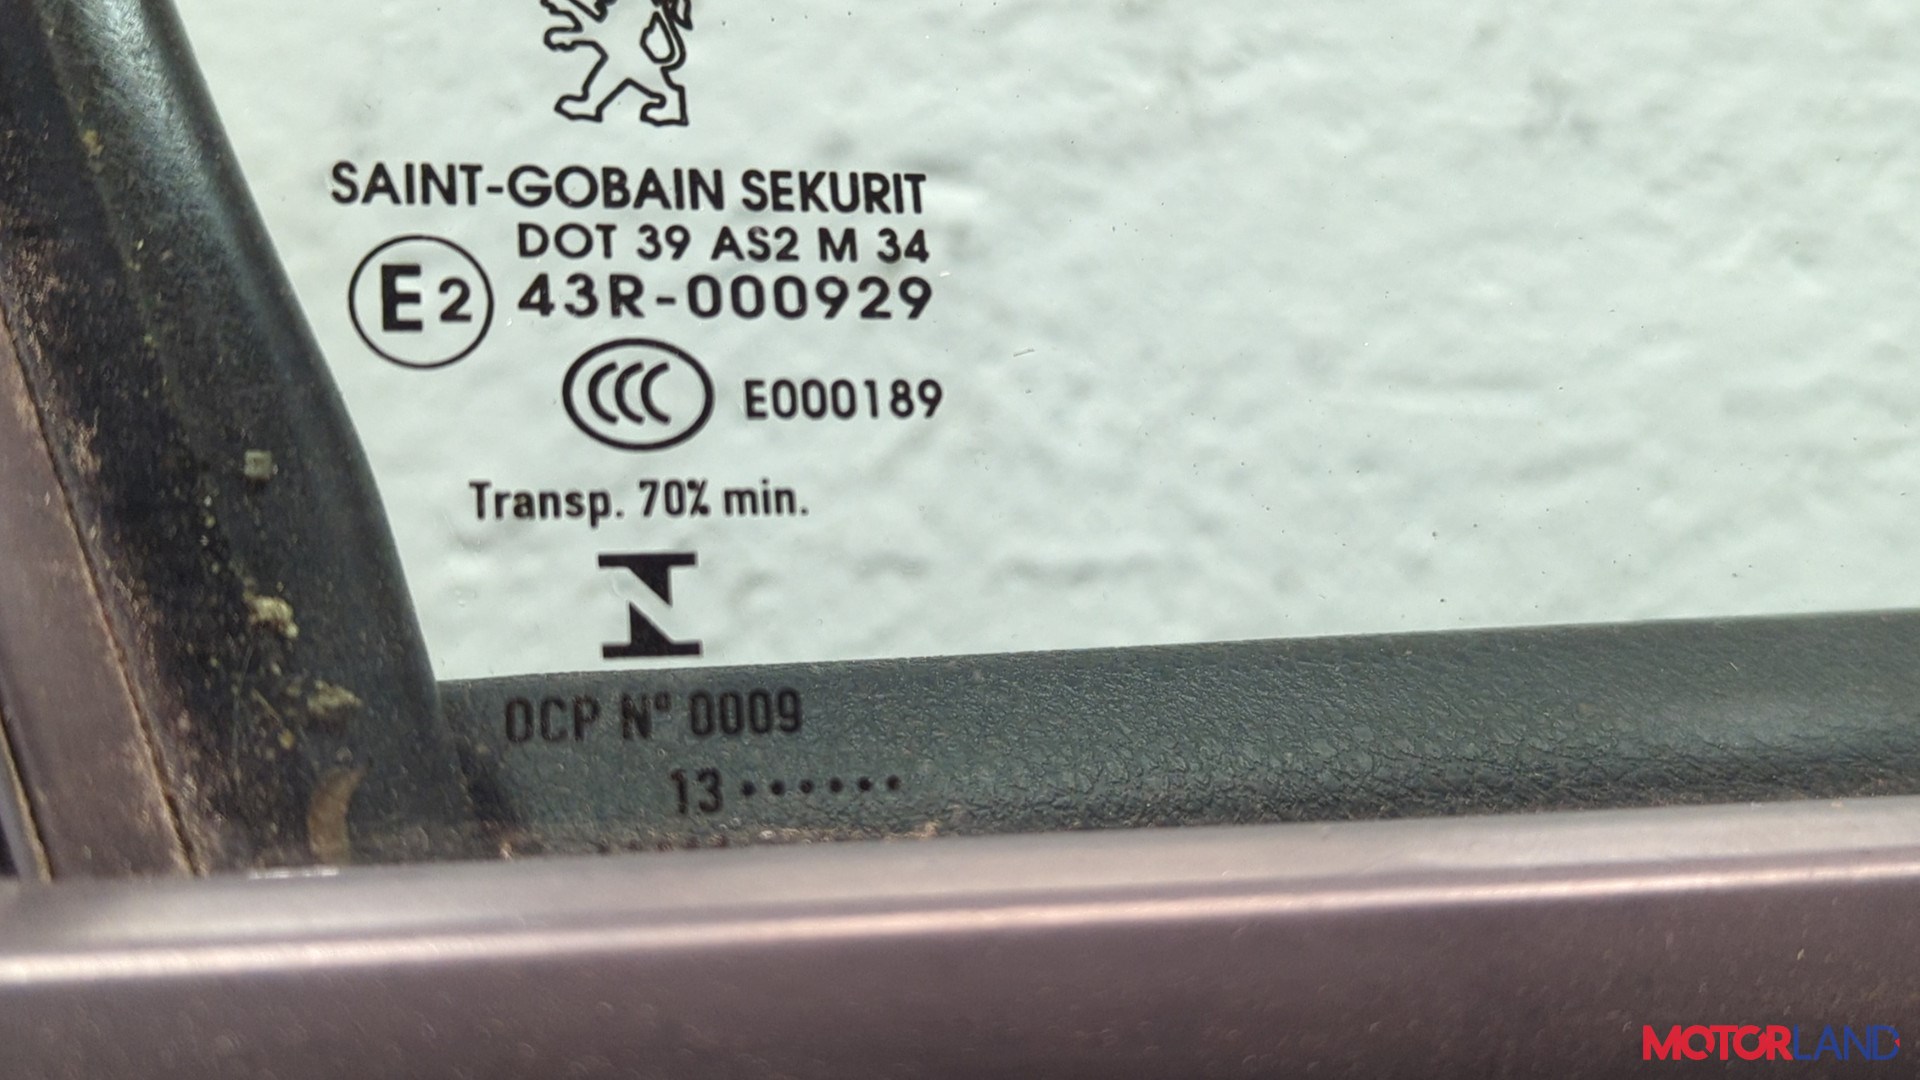 SAINT-GOBAIN SEKURIT
DOT 39 AS2 M 34
E2 43R-000929
CCC E000189
Transp. 70% min.
OCP Nº 0009
13 ••••••
MOTORLAND